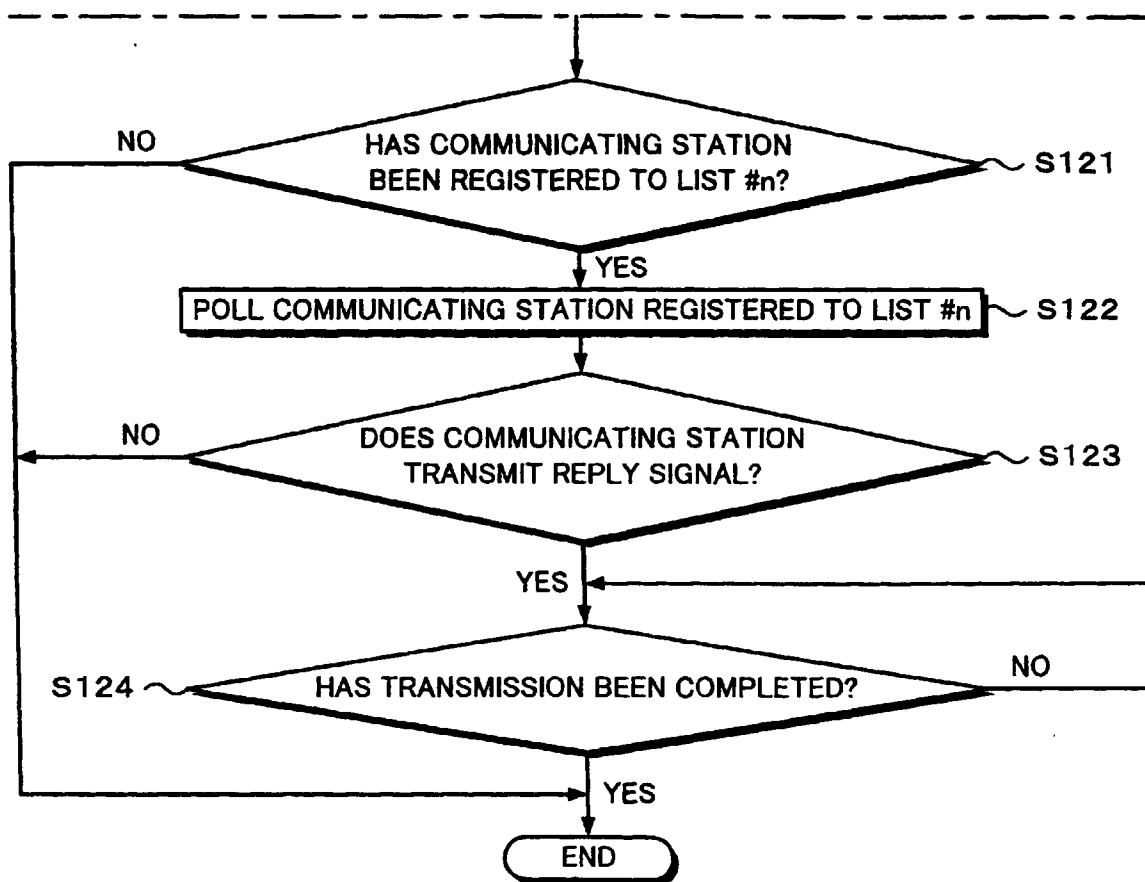 NO
HAS COMMUNICATING STATION
BEEN REGISTERED TO LIST #n?
S121
YES
POLL COMMUNICATING STATION REGISTERED TO LIST #n
S122
NO
DOES COMMUNICATING STATION
TRANSMIT REPLY SIGNAL?
S123
YES
S124
HAS TRANSMISSION BEEN COMPLETED?
NO
YES
END